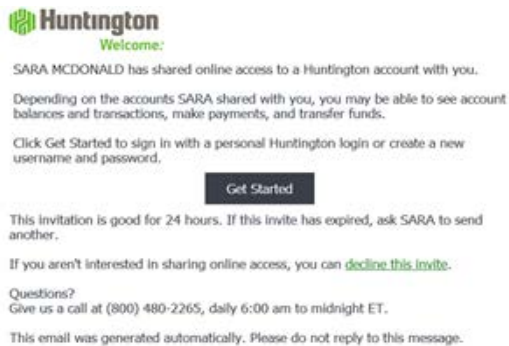 Huntington
Welcome.
SARA MCDONALD has shared online access to a Huntington account with you.
Depending on the accounts SARA shared with you, you may be able to see account
balances and transactions, make payments, and transfer funds.
Click Get Started to sign in with a personal Huntington login or create a new
username and password.
Get Started
This invitation is good for 24 hours. If this invite has expired, ask SARA to send
another.
If you aren't interested in sharing online access, you can decline this invite.
Questions?
Give us a call at (800) 480-2265, daily 6:00 am to midnight ET.
This email was generated automatically. Please do not reply to this message.